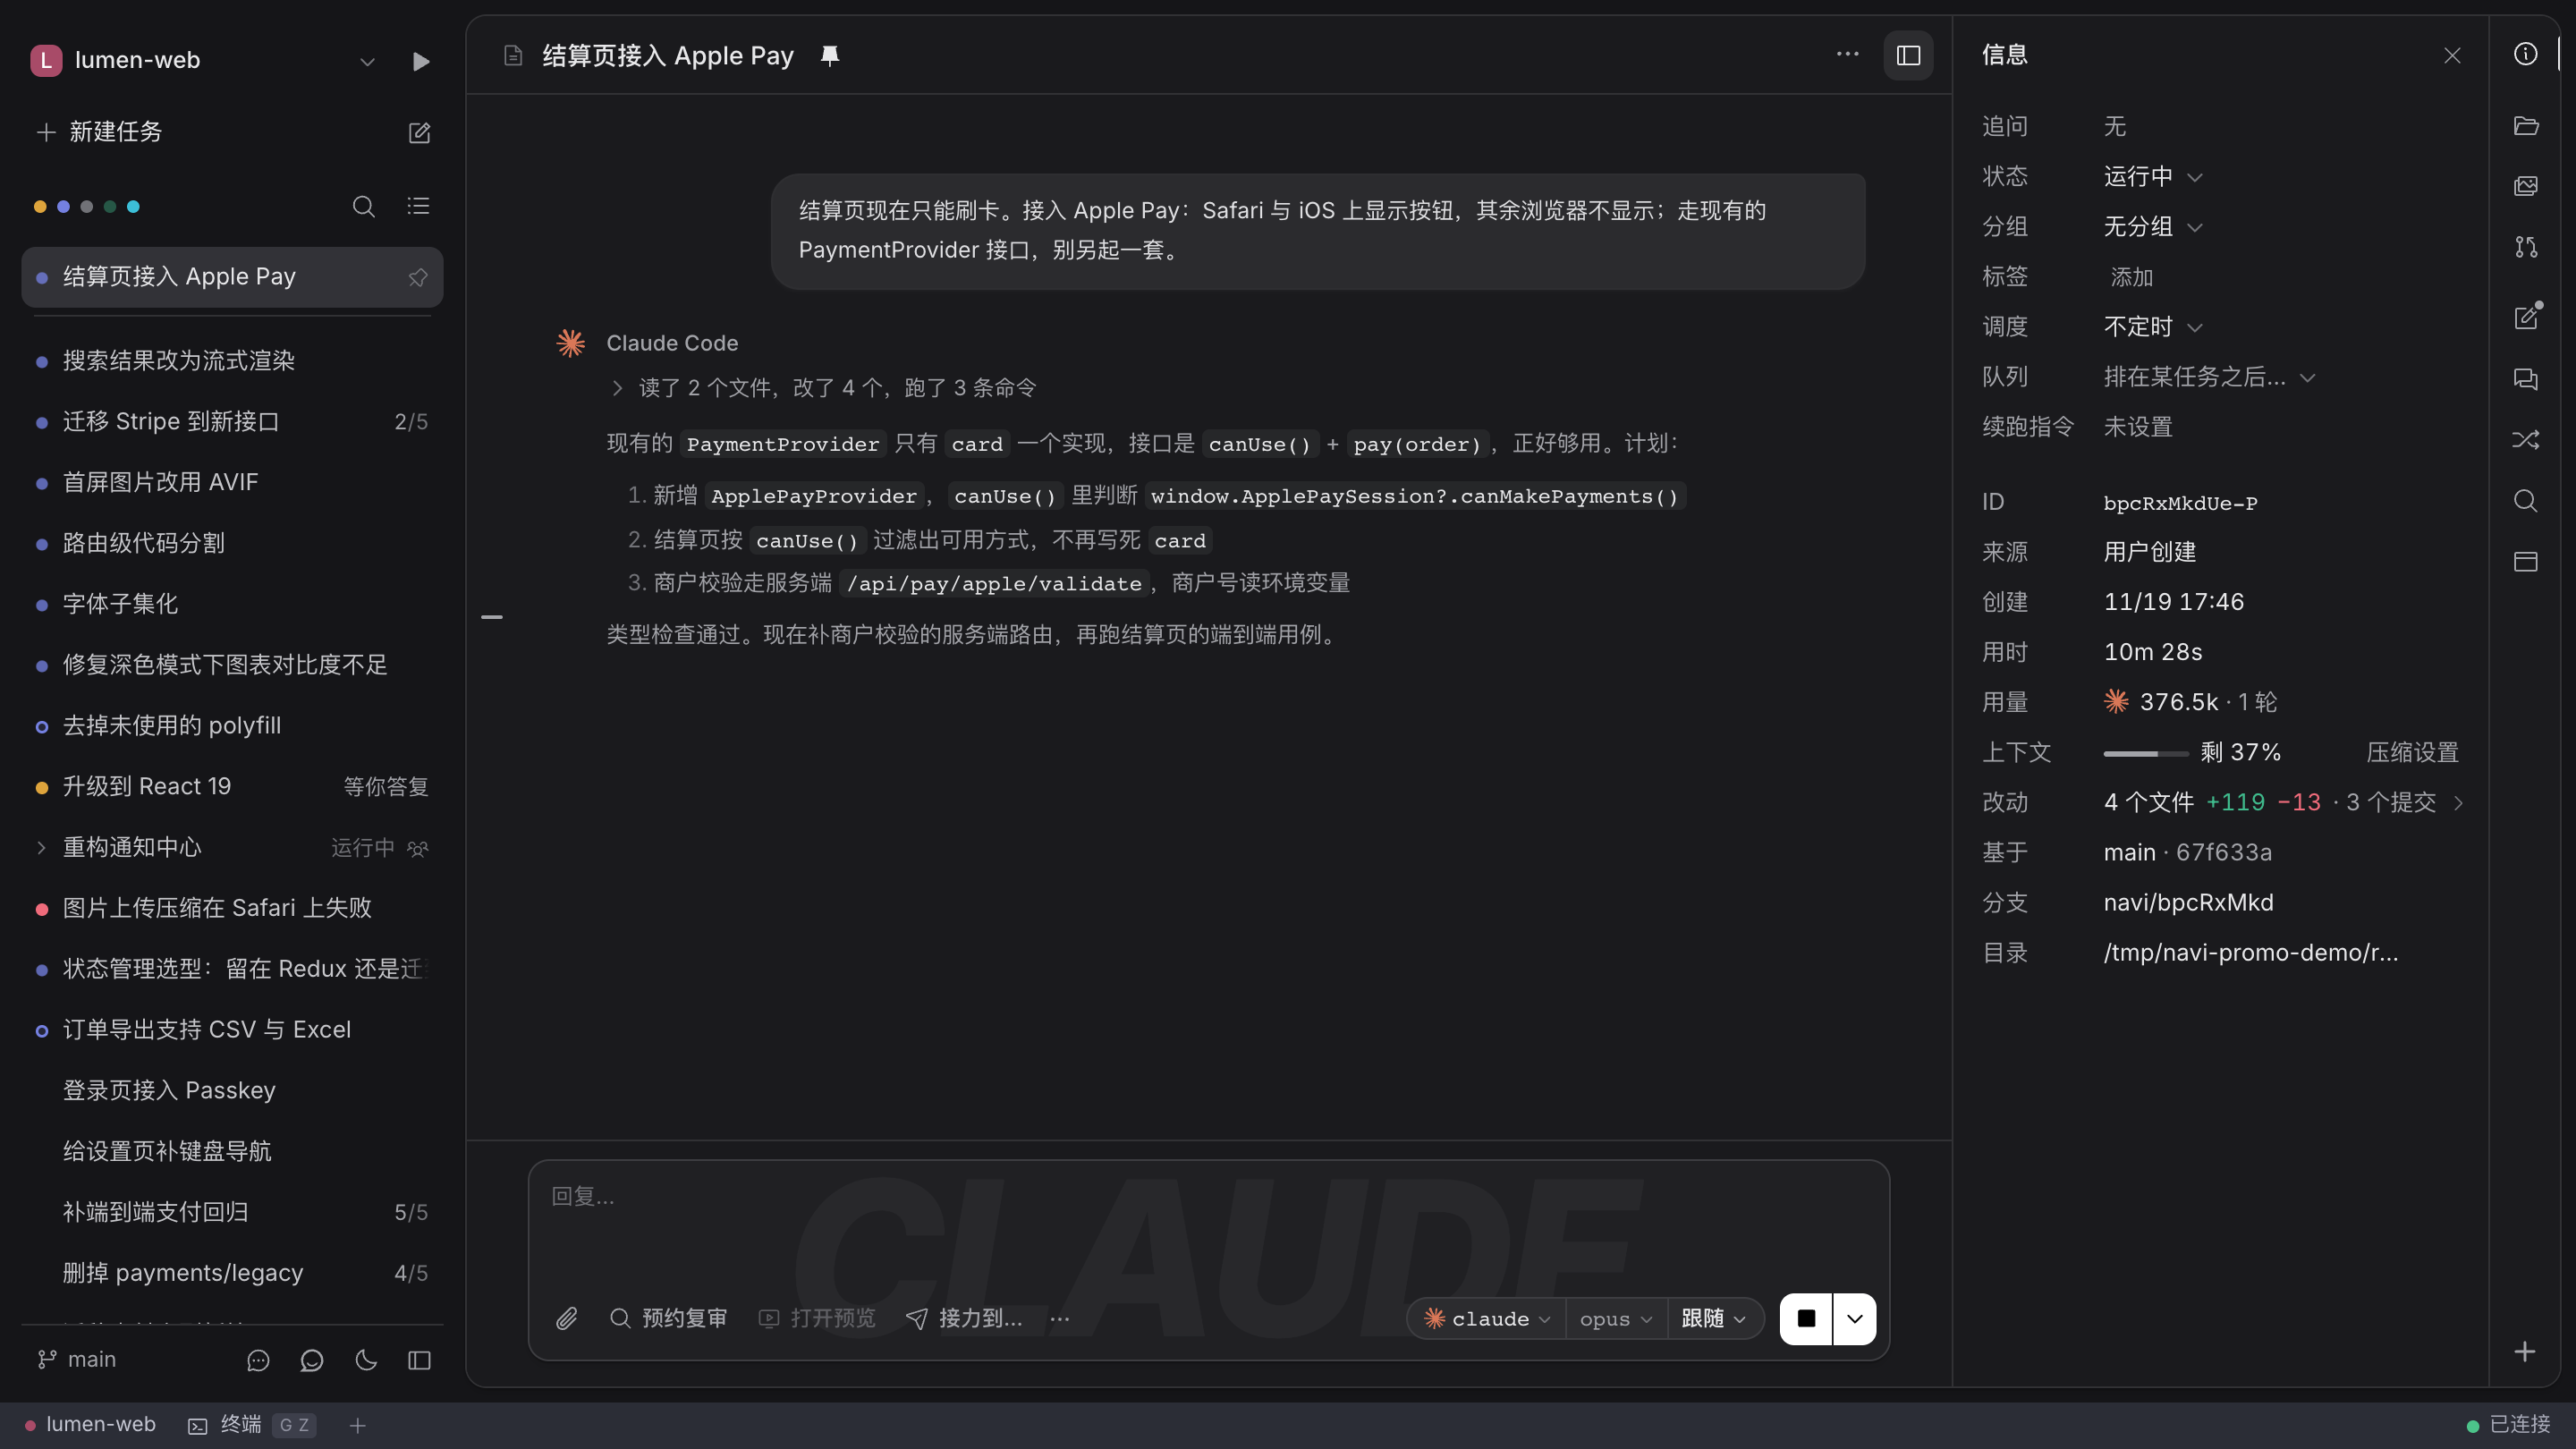 L lumen-web
新建任务
结算页接入 Apple Pay
搜索结果改为流式渲染
迁移 Stripe 到新接口 2/5
首屏图片改用 AVIF
路由级代码分割
字体子集化
修复深色模式下图表对比度不足
去掉未使用的 polyfill
升级到 React 19 等你答复
重构通知中心 运行中
图片上传压缩在 Safari 上失败
状态管理选型：留在 Redux 还是迁
订单导出支持 CSV 与 Excel
登录页接入 Passkey
给设置页补键盘导航
补端到端支付回归 5/5
删掉 payments/legacy 4/5
main
结算页接入 Apple Pay
结算页现在只能刷卡。接入 Apple Pay：Safari 与 iOS 上显示按钮，其余浏览器不显示；走现有的
PaymentProvider 接口，别另起一套。
Claude Code
读了 2 个文件，改了 4 个，跑了 3 条命令
现有的 PaymentProvider 只有 card 一个实现，接口是 canUse() + pay(order)，正好够用。计划：
1. 新增 ApplePayProvider，canUse() 里判断 window.ApplePaySession?.canMakePayments()
2. 结算页按 canUse() 过滤出可用方式，不再写死 card
3. 商户校验走服务端 /api/pay/apple/validate，商户号读环境变量
类型检查通过。现在补商户校验的服务端路由，再跑结算页的端到端用例。
回复...
CLAUDE
预约复审 打开预览 接力到... claude opus 跟随
信息
追问 无
状态 运行中
分组 无分组
标签 添加
调度 不定时
队列 排在某任务之后...
续跑指令 未设置
ID bpcRxMkdUe-P
来源 用户创建
创建 11/19 17:46
用时 10m 28s
用量 376.5k · 1 轮
上下文 剩 37% 压缩设置
改动 4 个文件 +119 −13 · 3 个提交
基于 main · 67f633a
分支 navi/bpcRxMkd
目录 /tmp/navi-promo-demo/r...
lumen-web 终端 G Z 已连接